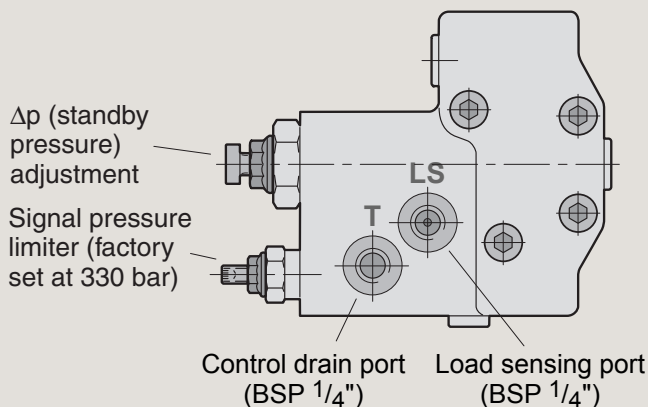 Δp (standby
pressure)
adjustment
Signal pressure
limiter (factory
set at 330 bar)
LS
T
Control drain port
(BSP 1/4")
Load sensing port
(BSP 1/4")